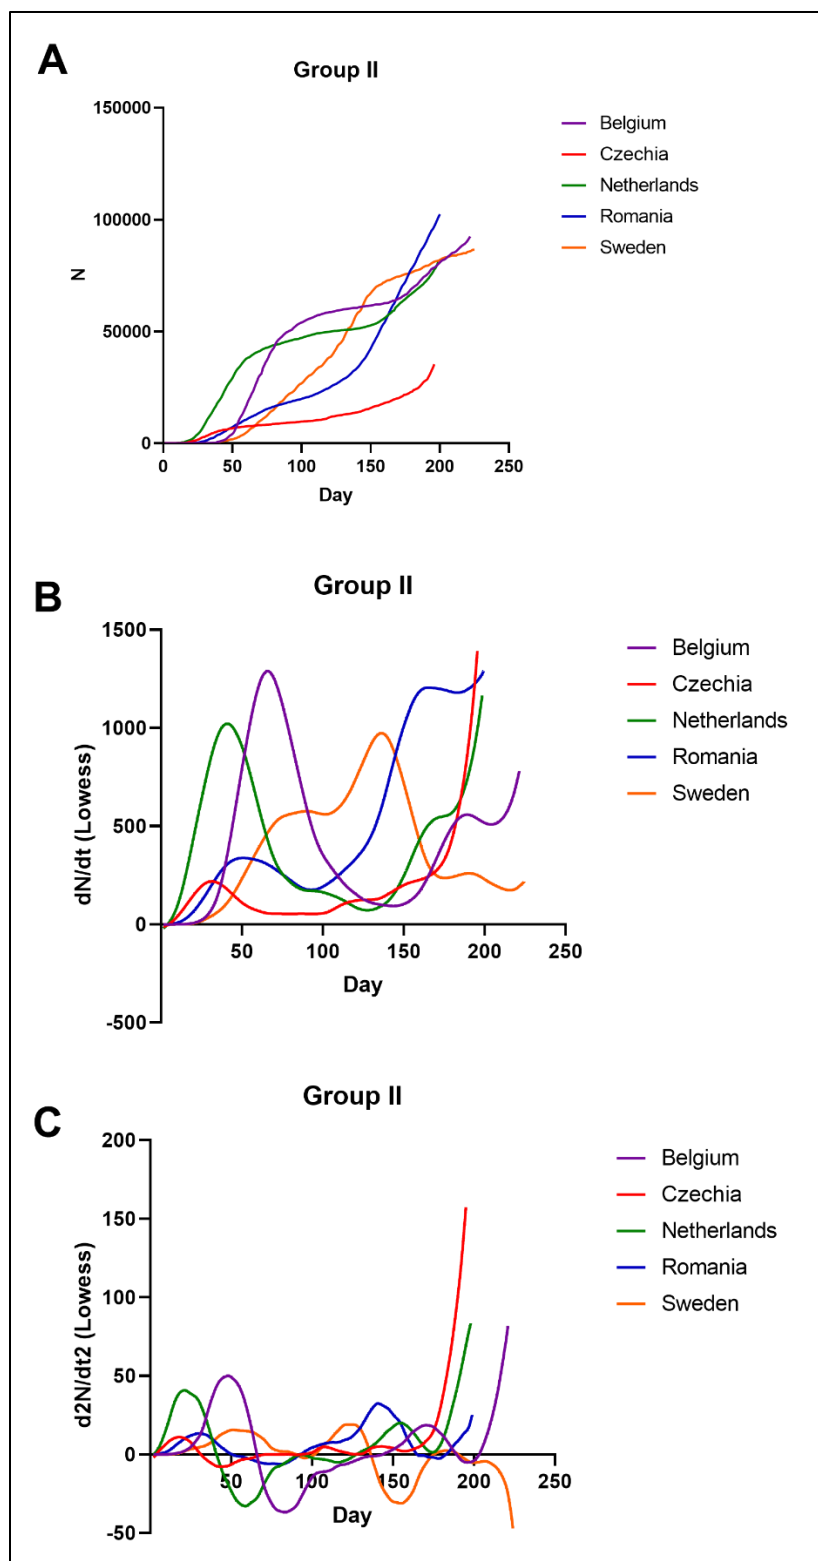 A
Group II
150000
100000
50000
0
N
0 50 100 150 200 250
Day
Belgium
Czechia
Netherlands
Romania
Sweden
B
Group II
1500
1000
500
0
-500
dN/dt (Lowess)
50 100 150 200 250
Day
Belgium
Czechia
Netherlands
Romania
Sweden
C
Group II
200
150
100
50
0
-50
d2N/dt2 (Lowess)
50 100 150 200 250
Day
Belgium
Czechia
Netherlands
Romania
Sweden